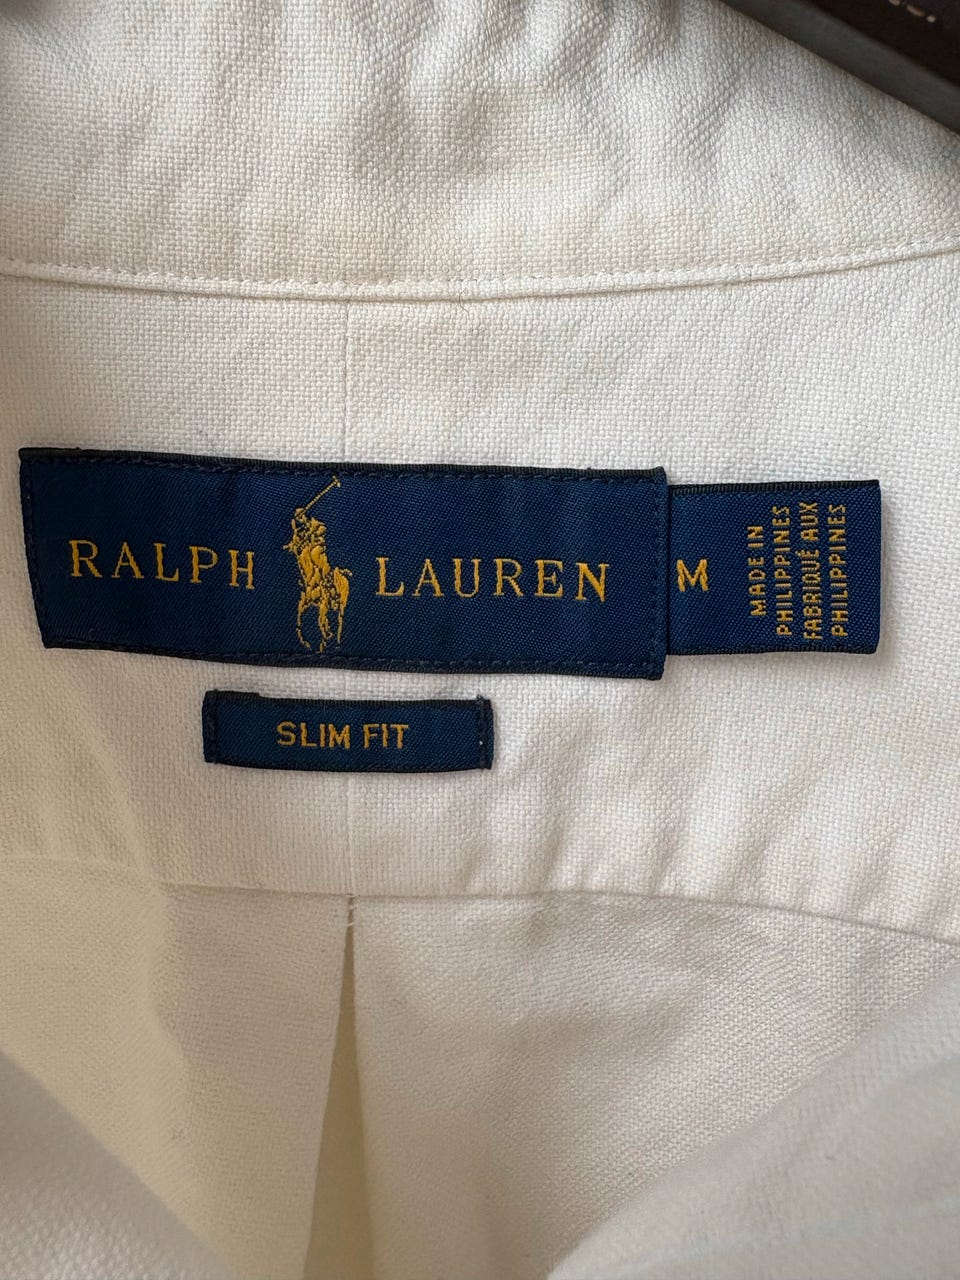 RALPH LAUREN
M
MADE IN
PHILIPPINES
FABRIQUÉ AUX
PHILIPPINES
SLIM FIT